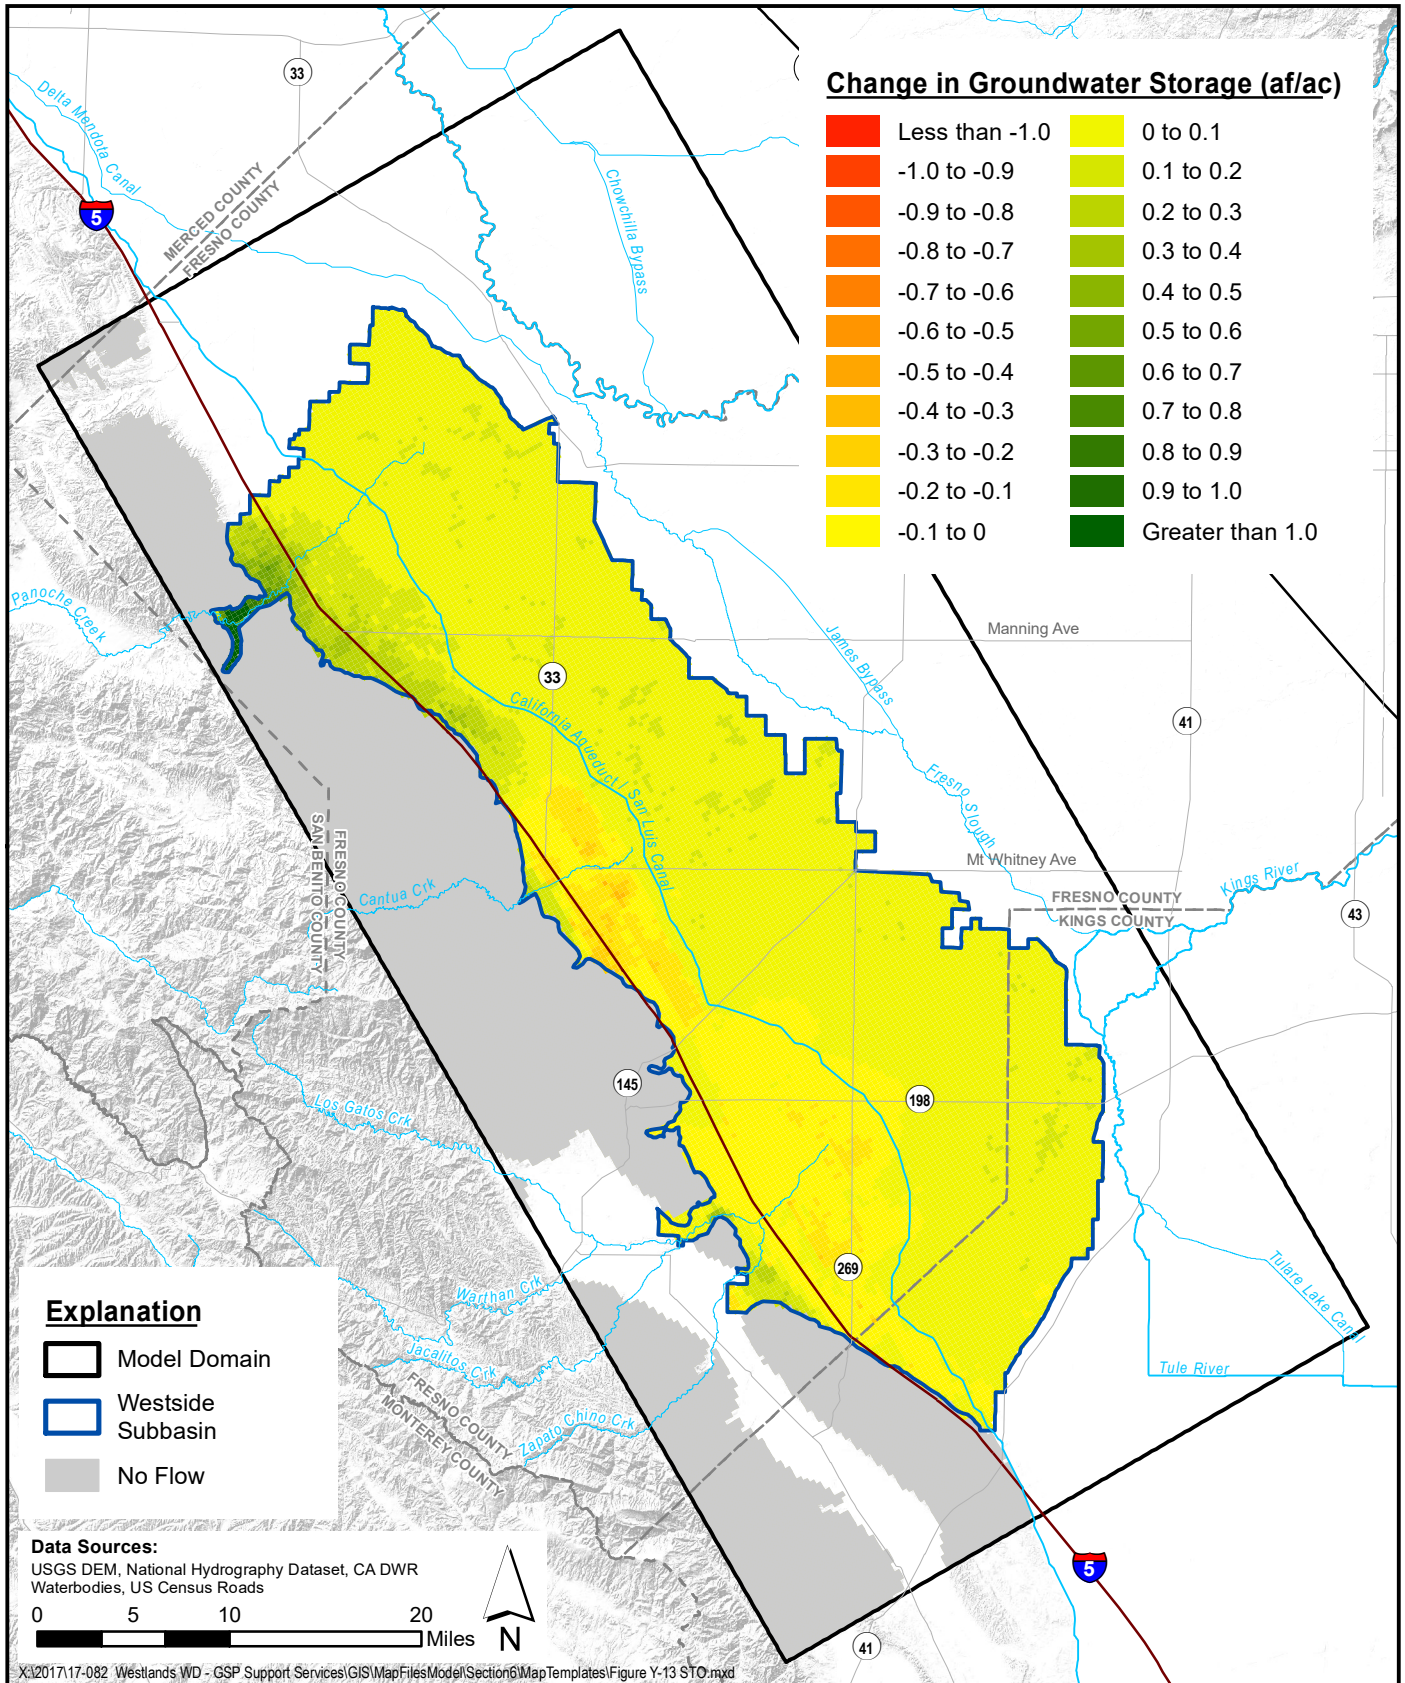 Change in Groundwater Storage (af/ac)
Less than -1.0
-1.0 to -0.9
-0.9 to -0.8
-0.8 to -0.7
-0.7 to -0.6
-0.6 to -0.5
-0.5 to -0.4
-0.4 to -0.3
-0.3 to -0.2
-0.2 to -0.1
-0.1 to 0
0 to 0.1
0.1 to 0.2
0.2 to 0.3
0.3 to 0.4
0.4 to 0.5
0.5 to 0.6
0.6 to 0.7
0.7 to 0.8
0.8 to 0.9
0.9 to 1.0
Greater than 1.0
33
Delta Mendota Canal
5
MERCED COUNTY
FRESNO COUNTY
Chowchilla Bypass
Panoche Creek
James Bypass
Manning Ave
33
41
California Aqueduct / San Luis Canal
Fresno Slough
SAN BENITO COUNTY
FRESNO COUNTY
Mt Whitney Ave
Cantua Crk
Kings River
FRESNO COUNTY
KINGS COUNTY
43
145
198
Los Gatos Crk
269
Tulare Lake Canal
Warthan Crk
Jacalitos Crk
Tule River
FRESNO COUNTY
MONTEREY COUNTY
Zapato Chino Crk
5
41
Explanation
Model Domain
Westside
Subbasin
No Flow
Data Sources:
USGS DEM, National Hydrography Dataset, CA DWR
Waterbodies, US Census Roads
0 5 10 20
Miles
N
X:\2017\17-082 Westlands WD - GSP Support Services\GIS\MapFilesModel\Section6\MapTemplates\Figure Y-13 STO.mxd